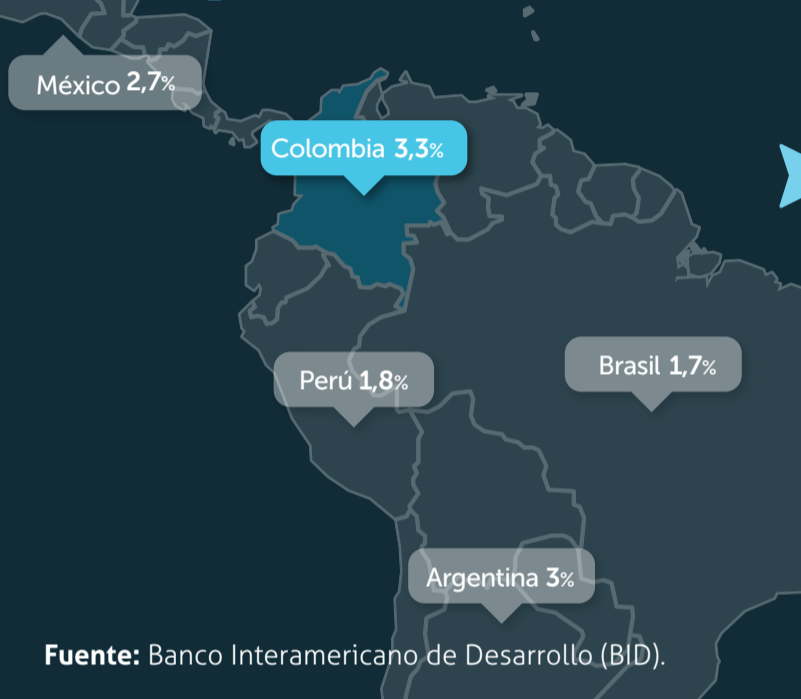 México 2,7%
Colombia 3,3%
Perú 1,8%
Brasil 1,7%
Argentina 3%
Fuente: Banco Interamericano de Desarrollo (BID).